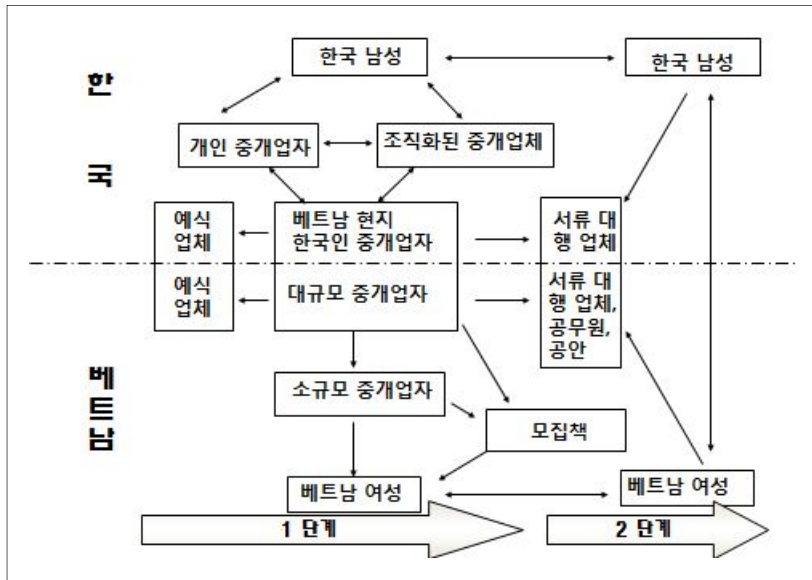 한국
한국 남성
한국 남성
개인 중개업자
조직화된 중개업체
예식
업체
베트남 현지
한국인 중개업자
서류 대
행 업체
베트남
예식
업체
대규모 중개업자
서류 대
행 업체,
공무원,
공안
소규모 중개업자
모집책
베트남 여성
베트남 여성
1 단계
2 단계